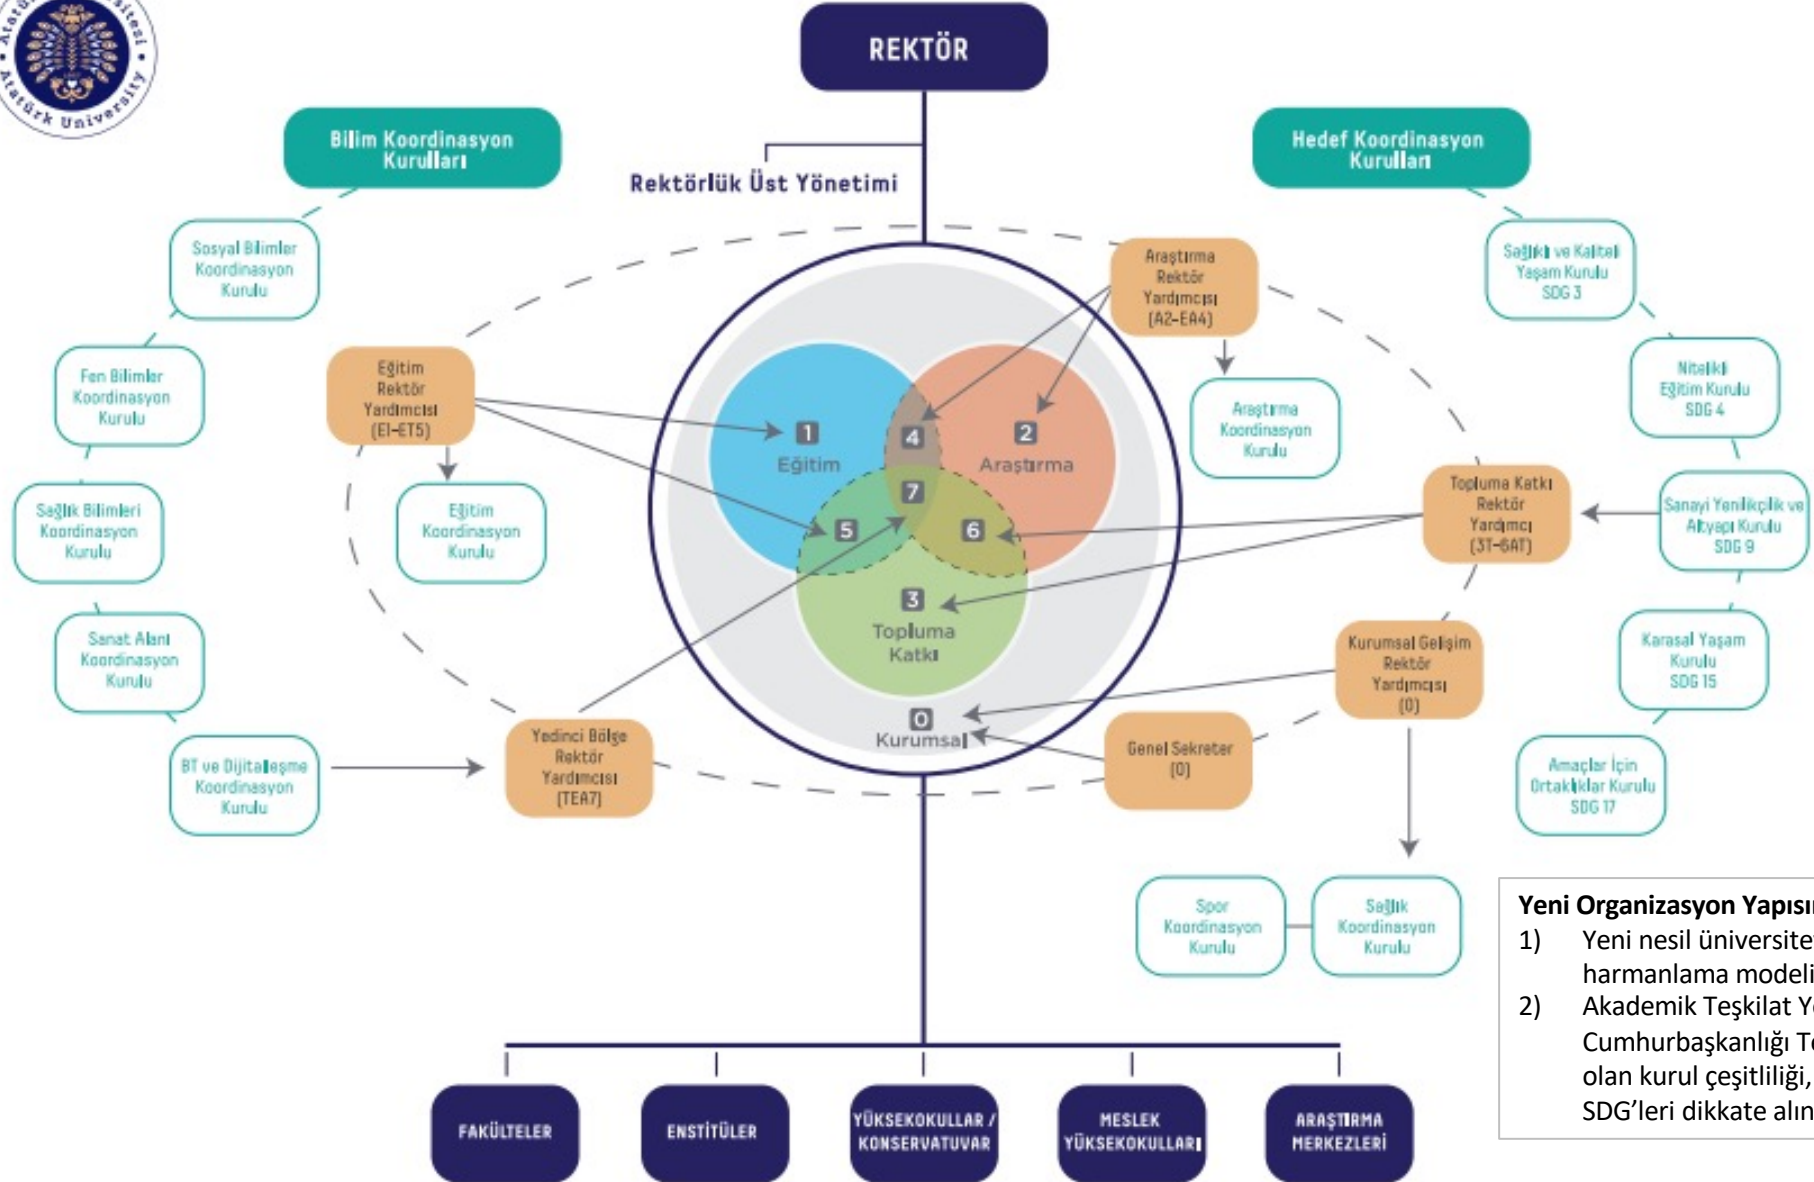 Atatürk University
REKTÖR
Bilim Koordinasyon
Kurulları
Hedef Koordinasyon
Kurulları
Rektörlük Üst Yönetimi
Sosyal Bilimler
Koordinasyon
Kurulu
Fen Bilimler
Koordinasyon
Kurulu
Sağlık Bilimleri
Koordinasyon
Kurulu
Sanat Alanı
Koordinasyon
Kurulu
BT ve Dijitalleşme
Koordinasyon
Kurulu
Eğitim
Rektör
Yardımcısı
(E1-ET5)
Eğitim
Koordinasyon
Kurulu
Yedinci Bölge
Rektör
Yardımcısı
(TEA7)
1
Eğitim
4
2
Araştırma
7
5
6
3
Topluma
Katkı
0
Kurumsal
Araştırma
Rektör
Yardımcısı
(A2-EA4)
Araştırma
Koordinasyon
Kurulu
Topluma Katkı
Rektör
Yardımcı
(3T-6AT)
Kurumsal Gelişim
Rektör
Yardımcısı
(0)
Genel Sekreter
(0)
Spor
Koordinasyon
Kurulu
Sağlık
Koordinasyon
Kurulu
Sağlıklı ve Kaliteli
Yaşam Kurulu
SDG 3
Nitelikli
Eğitim Kurulu
SDG 4
Sanayi Yenilikçilik ve
Altyapı Kurulu
SDG 9
Karasal Yaşam
Kurulu
SDG 15
Amaçlar İçin
Ortaklıklar Kurulu
SDG 17
Yeni Organizasyon
1) Yeni nesil
harmanlama modeli
2) Akademik Teşkilat
Cumhurbaşkanlığı
olan kurul çeşitliliği,
SDG'leri dikkate
FAKÜLTELER
ENSTİTÜLER
YÜKSEKOKULLAR /
KONSERVATUVAR
MESLEK
YÜKSEKOKULLARI
ARAŞTIRMA
MERKEZLERİ